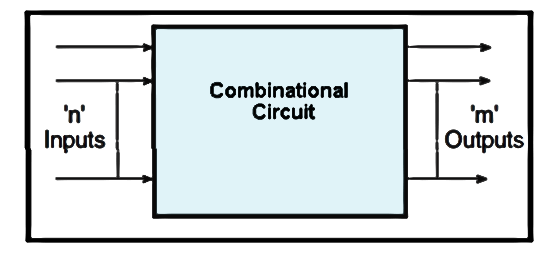 Combinational
Circuit
'n'
Inputs
'm'
Outputs